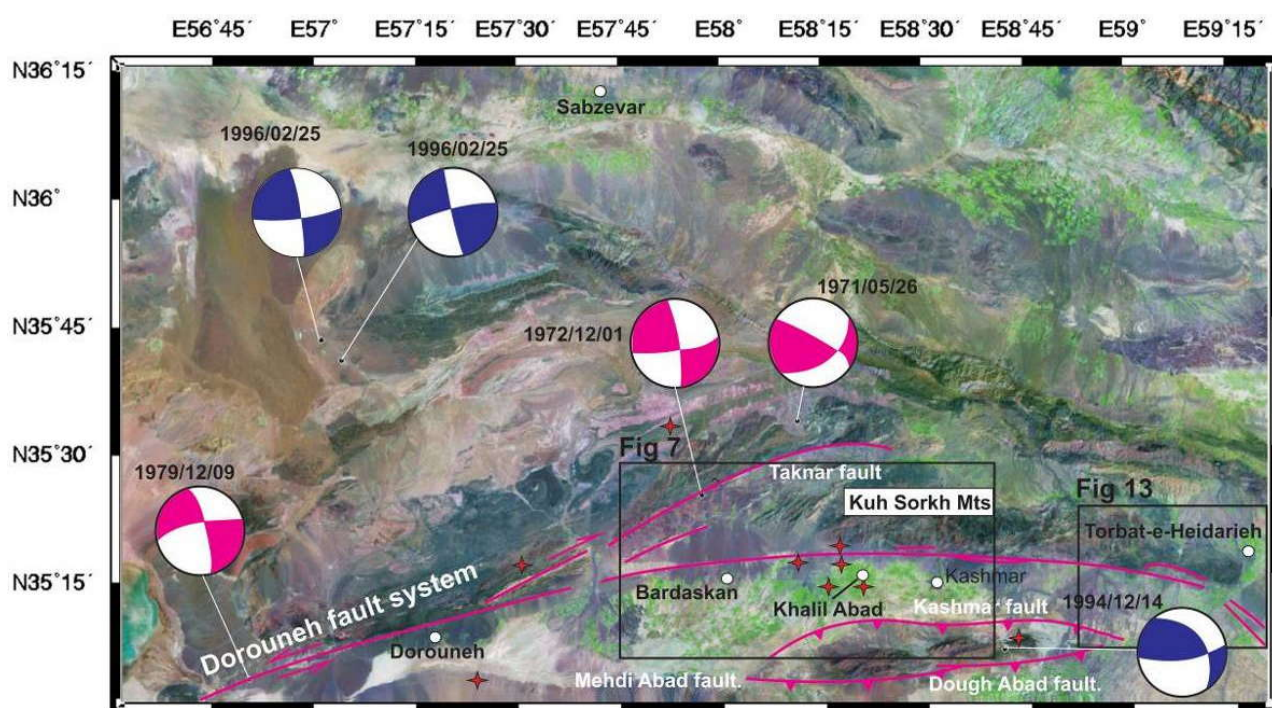 E56˚45´ E57˚ E57˚15´ E57˚30´ E57˚45´ E58˚ E58˚15´ E58˚30´ E58˚45´ E59˚ E59˚15´
N36˚15´
Sabzevar
1996/02/25
1996/02/25
N36˚
1971/05/26
N35˚45´
1972/12/01
N35˚30´
Fig 7
Taknar fault
1979/12/09
Kuh Sorkh Mts
Fig 13
Torbat-e-Heidarieh
N35˚15´
Bardaskan
Kashmar
Khalil Abad
Kashmar fault
1994/12/14
Dorouneh fault system
Dorouneh
Mehdi Abad fault.
Dough Abad fault.